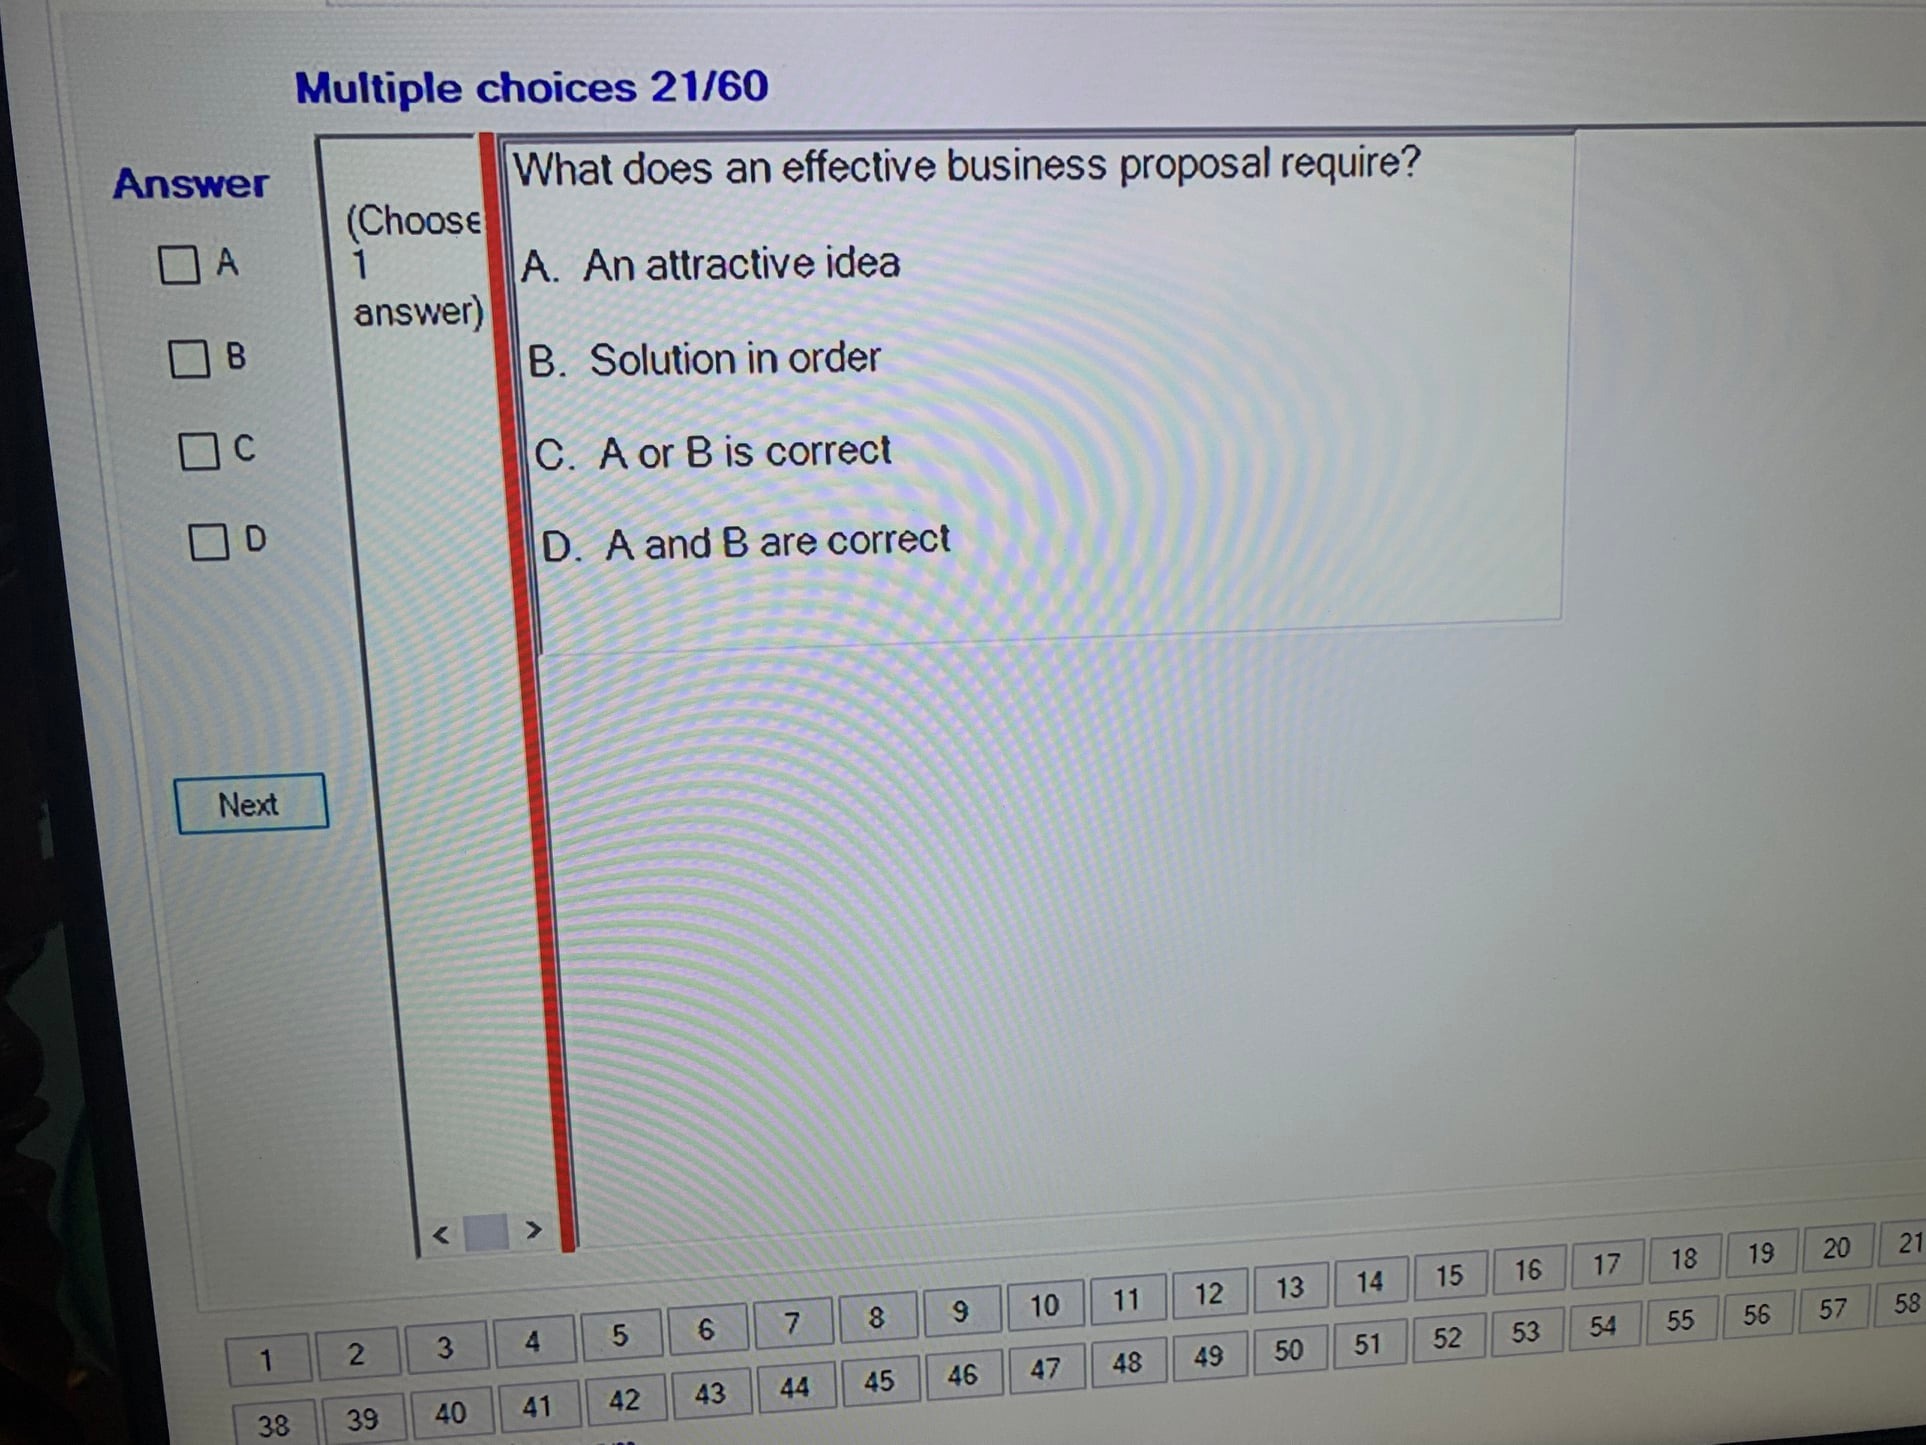 Multiple choices 21/60
Answer
A
B
C
D
Next
(Choose
1
answer)
What does an effective business proposal require?
A. An attractive idea
B. Solution in order
C. A or B is correct
D. A and B are correct
< >
1 2 3 4 5 6 7 8 9 10 11 12 13 14 15 16 17 18 19 20 21
38 39 40 41 42 43 44 45 46 47 48 49 50 51 52 53 54 55 56 57 58